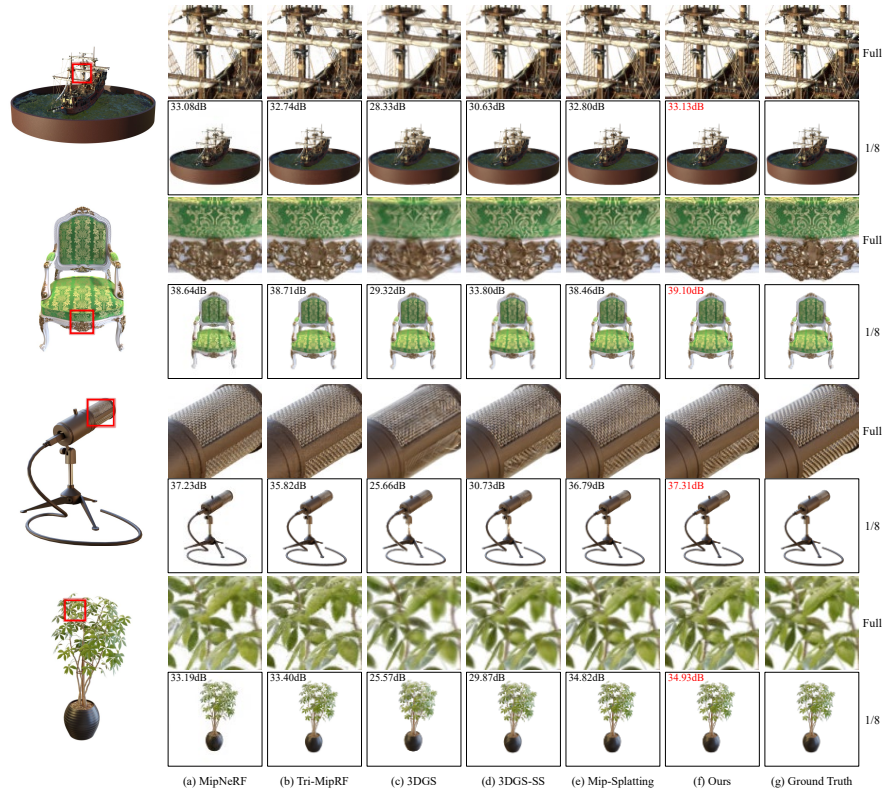 Full
33.08dB 32.74dB 28.33dB 30.63dB 32.80dB 33.13dB
1/8
Full
38.64dB 38.71dB 29.32dB 33.80dB 38.46dB 39.10dB
1/8
Full
37.23dB 35.82dB 25.66dB 30.73dB 36.79dB 37.31dB
1/8
Full
33.19dB 33.40dB 25.57dB 29.87dB 34.82dB 34.93dB
1/8
(a) MipNeRF (b) Tri-MipRF (c) 3DGS (d) 3DGS-SS (e) Mip-Splatting (f) Ours (g) Ground Truth